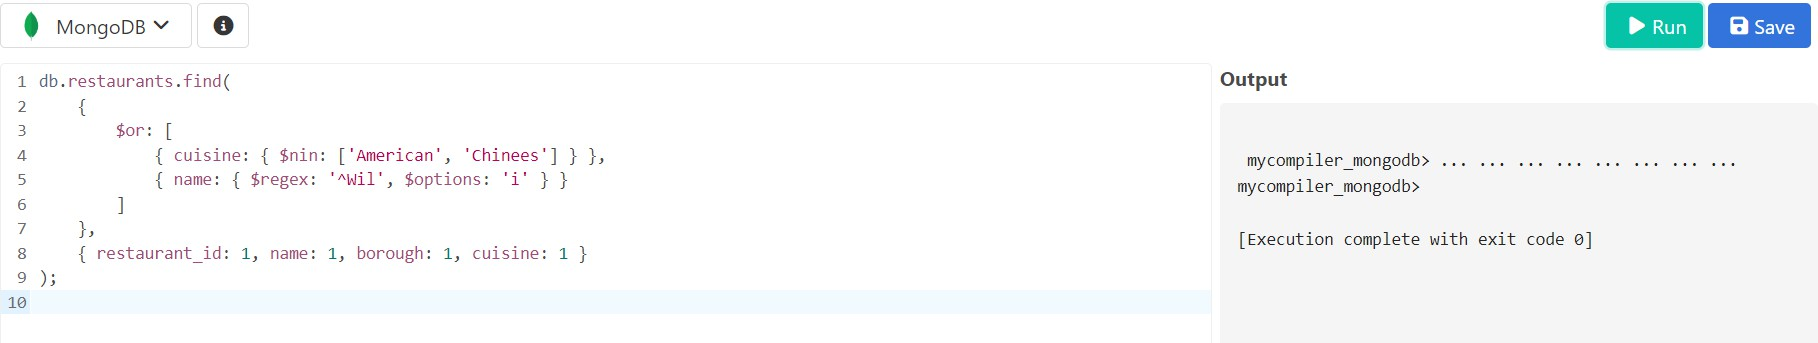 MongoDB
Run
Save
1 db.restaurants.find(
2     {
3         $or: [
4             { cuisine: { $nin: ['American', 'Chinees'] } },
5             { name: { $regex: '^Wil', $options: 'i' } }
6         ]
7     },
8     { restaurant_id: 1, name: 1, borough: 1, cuisine: 1 }
9 );
10
Output
mycompiler_mongodb> ... ... ... ... ... ... ... ...
mycompiler_mongodb>
[Execution complete with exit code 0]